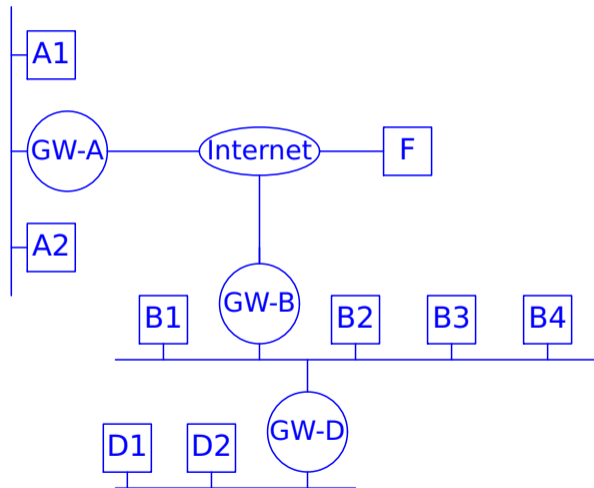 A1
GW-A
Internet
F
A2
GW-B
B1
B2
B3
B4
GW-D
D1
D2